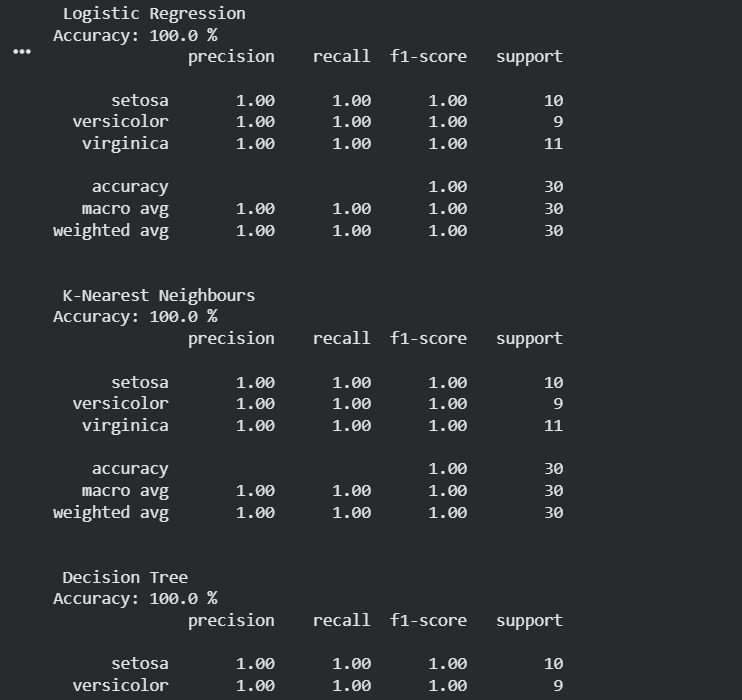 Logistic Regression
Accuracy: 100.0 %
precision recall f1-score support
setosa 1.00 1.00 1.00 10
versicolor 1.00 1.00 1.00 9
virginica 1.00 1.00 1.00 11
accuracy 1.00 30
macro avg 1.00 1.00 1.00 30
weighted avg 1.00 1.00 1.00 30
K-Nearest Neighbours
Accuracy: 100.0 %
precision recall f1-score support
setosa 1.00 1.00 1.00 10
versicolor 1.00 1.00 1.00 9
virginica 1.00 1.00 1.00 11
accuracy 1.00 30
macro avg 1.00 1.00 1.00 30
weighted avg 1.00 1.00 1.00 30
Decision Tree
Accuracy: 100.0 %
precision recall f1-score support
setosa 1.00 1.00 1.00 10
versicolor 1.00 1.00 1.00 9